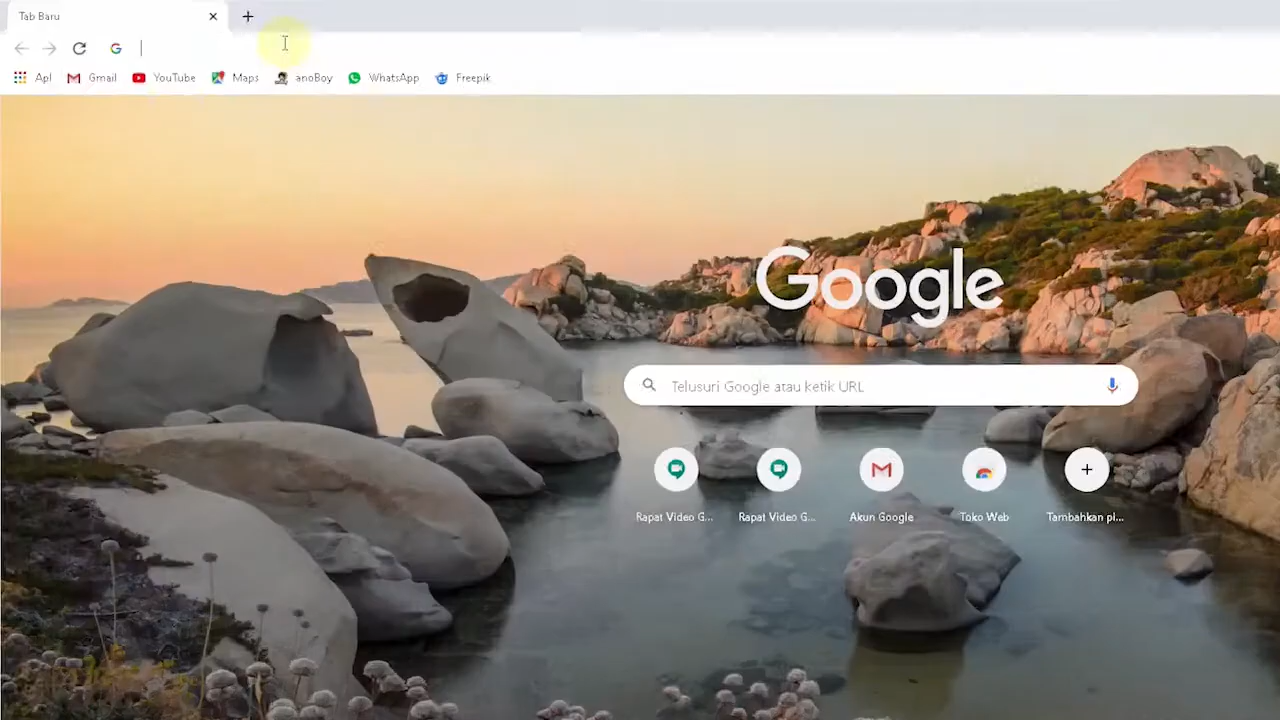 Tab Baru
Apl Gmail YouTube Maps anoBoy WhatsApp Freepik
Google
Telusuri Google atau ketik URL
Rapat Video G... Rapat Video G... Akun Google Toko Web Tambahkan pl...